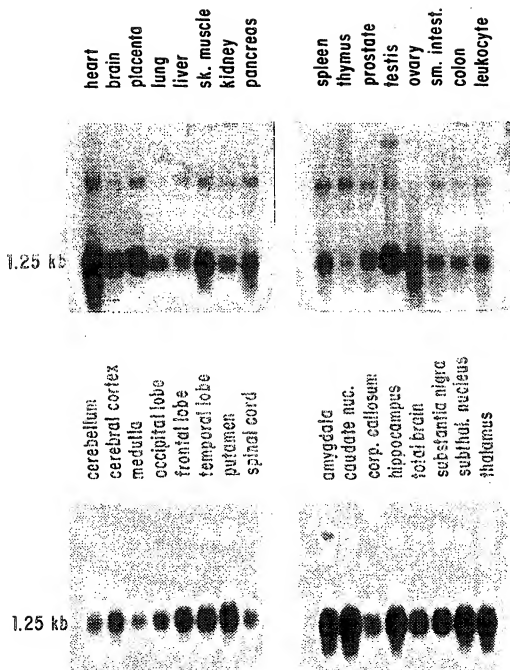 heart
brain
placenta
lung
liver
sk. muscle
kidney
pancreas
spleen
thymus
prostate
testis
ovary
sm. intest.
colon
leukocyte
1.25 kb
cerebellum
cerebral cortex
medulla
occipital lobe
frontal lobe
temporal lobe
putamen
spinal cord
amygdala
caudate nuc.
corp. callosum
hippocampus
total brain
substantia nigra
subthal. nucleus
thalamus
1.25 kb